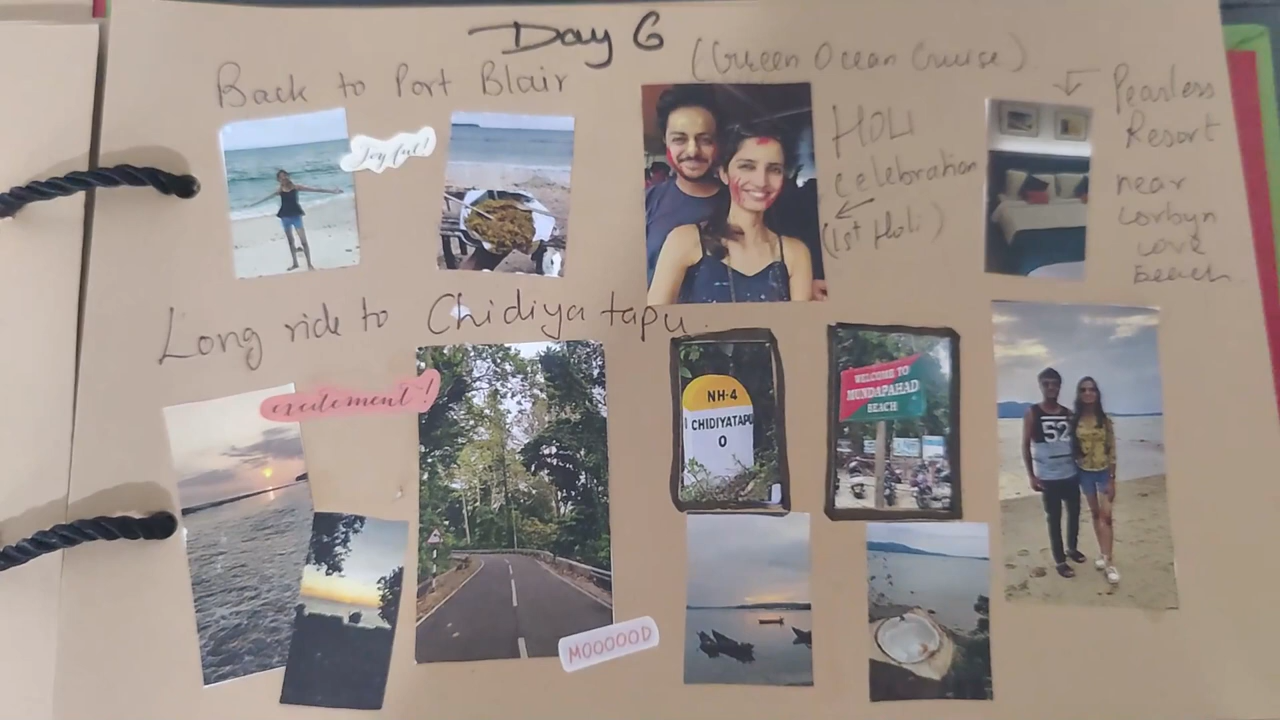 Day 6
Back to Port Blair
(Green Ocean Cruise)
Joyful!
HOLI
celebration
(1st Holi)
Pearless
Resort
near
Corbyn
cove
Beach
Long ride to Chidiya tapu.
excitement!
NH-4
CHIDIYATAPU
0
WELCOME TO
MUNDAPAHAD
BEACH
52
MOOOOOD